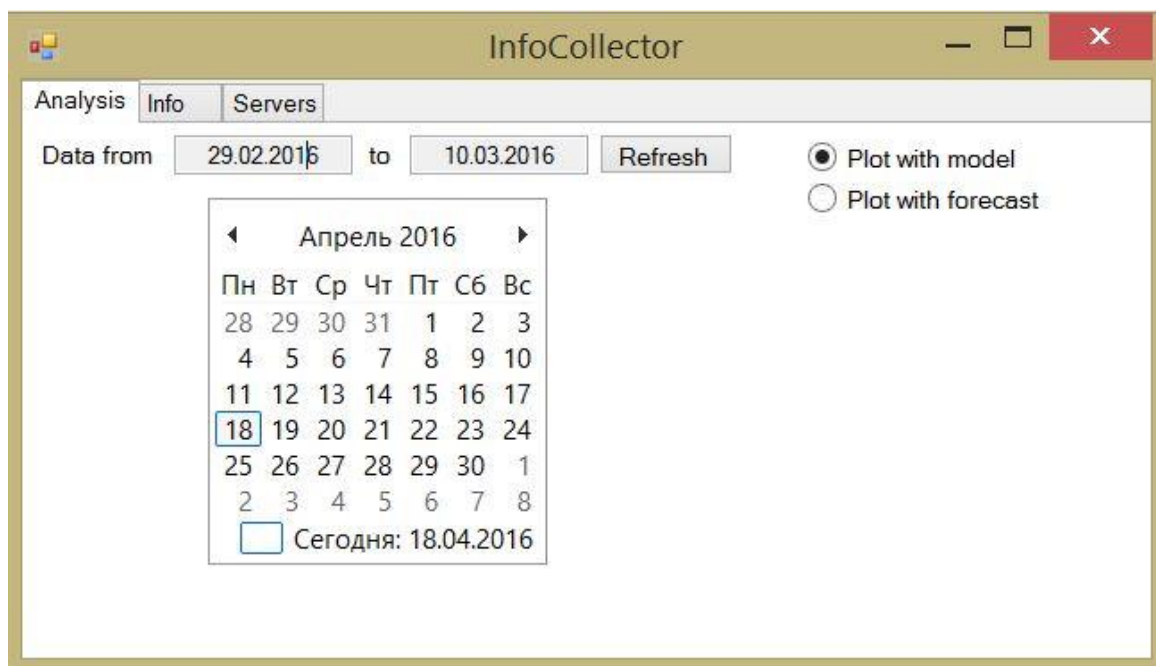 InfoCollector
Analysis Info Servers
Data from 29.02.2016 to 10.03.2016 Refresh
Plot with model
Plot with forecast
Апрель 2016
Пн Вт Ср Чт Пт Сб Вс
28 29 30 31 1 2 3
4 5 6 7 8 9 10
11 12 13 14 15 16 17
18 19 20 21 22 23 24
25 26 27 28 29 30 1
2 3 4 5 6 7 8
Сегодня: 18.04.2016